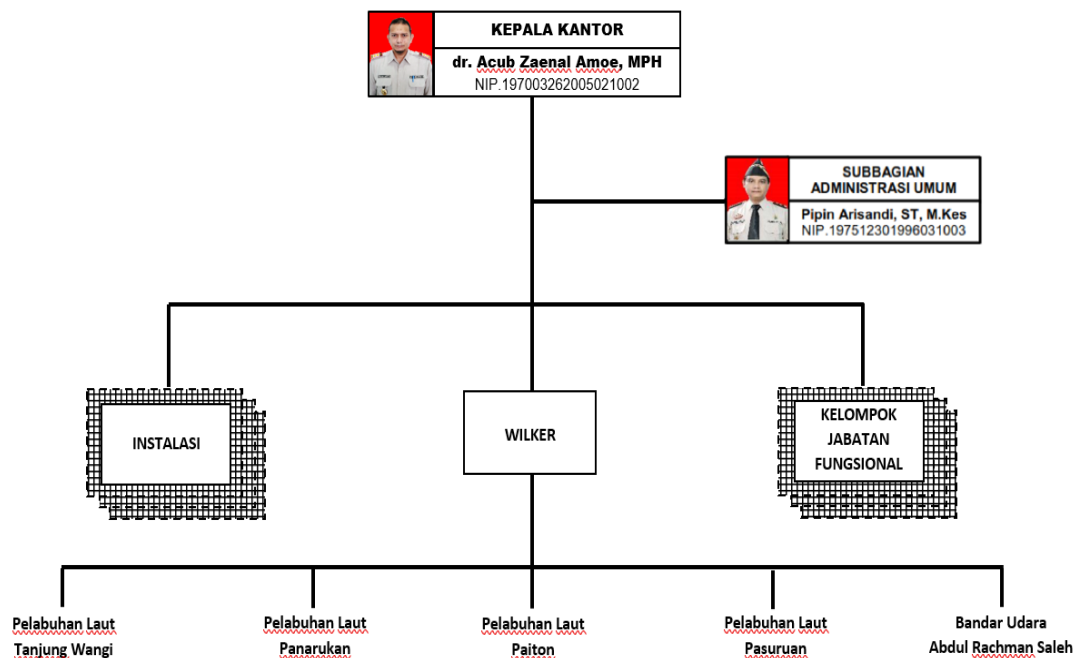 KEPALA KANTOR
dr. Acub Zaenal Amoe, MPH
NIP.197003262005021002
SUBBAGIAN
ADMINISTRASI UMUM
Pipin Arisandi, ST, M.Kes
NIP.197512301996031003
INSTALASI
WILKER
KELOMPOK
JABATAN
FUNGSIONAL
Pelabuhan Laut
Tanjung Wangi
Pelabuhan Laut
Panarukan
Pelabuhan Laut
Paiton
Pelabuhan Laut
Pasuruan
Bandar Udara
Abdul Rachman Saleh